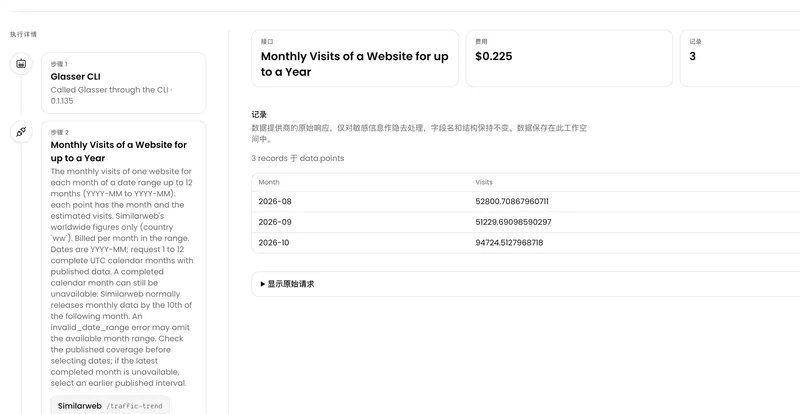 执行详情
步骤 1
Glasser CLI
Called Glasser through the CLI ·
0.1.135
步骤 2
Monthly Visits of a Website for
up to a Year
The monthly visits of one website for
each month of a date range up to 12
months (YYYY-MM to YYYY-MM):
each point has the month and the
estimated visits. Similarweb's
worldwide figures only (country
'ww'). Billed per month in the range.
Dates are YYYY-MM; request 1 to 12
complete UTC calendar months with
published data. A completed
calendar month can still be
unavailable: Similarweb normally
releases monthly data by the 10th of
the following month. An
invalid_date_range error may omit
the available month range. Check
the published coverage before
selecting dates; if the latest
completed month is unavailable,
select an earlier published interval.
Similarweb /traffic-trend
接口
Monthly Visits of a Website for up
to a Year
费用
$0.225
记录
3
记录
数据提供商的原始响应，仅对敏感信息作隐去处理，字段名和结构保持不变。数据保存在此工作空
间中。
3 records 于 data.points
Month Visits
2026-08 52800.70867960711
2026-09 51229.69098590297
2026-10 94724.5127968718
▶ 显示原始请求